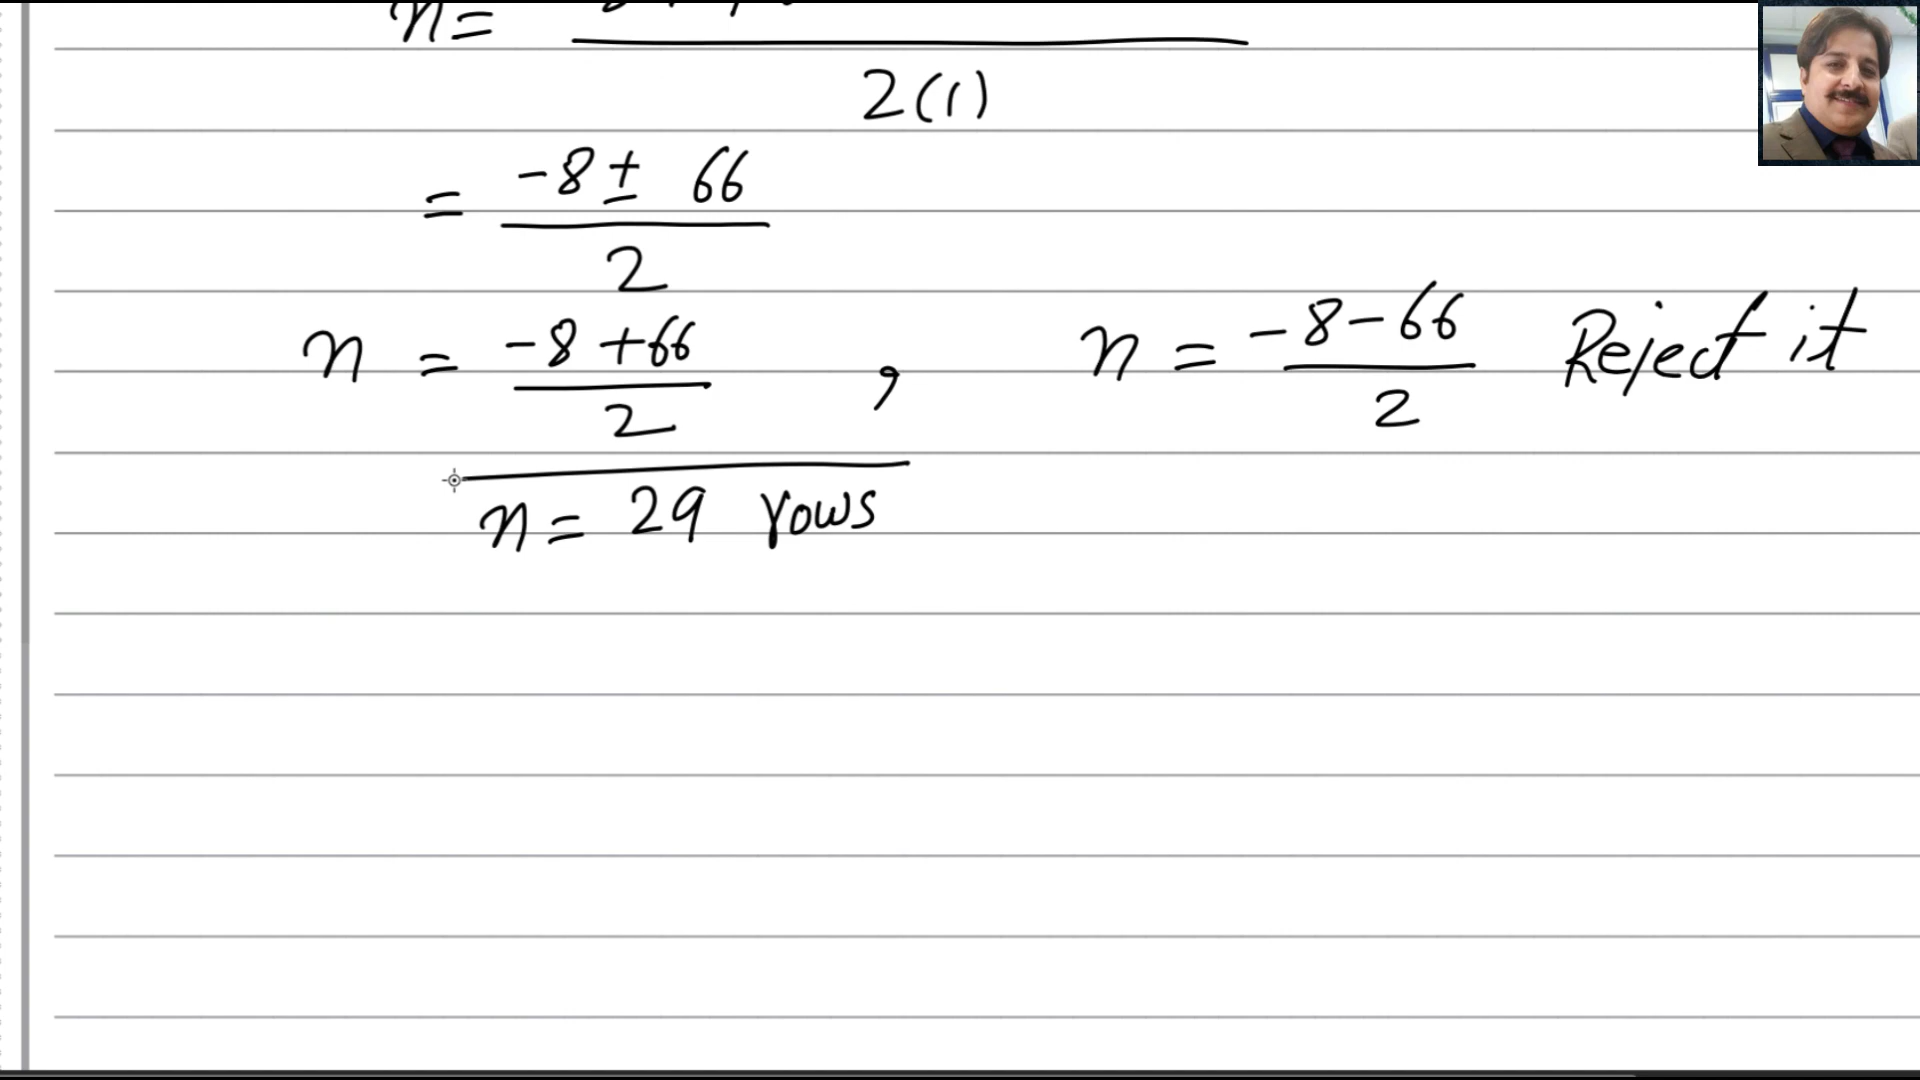 n =
2(1)
= -8 ± 66
2
n = -8 + 66 , n = -8 - 66 Reject it
2 2
n = 29 rows